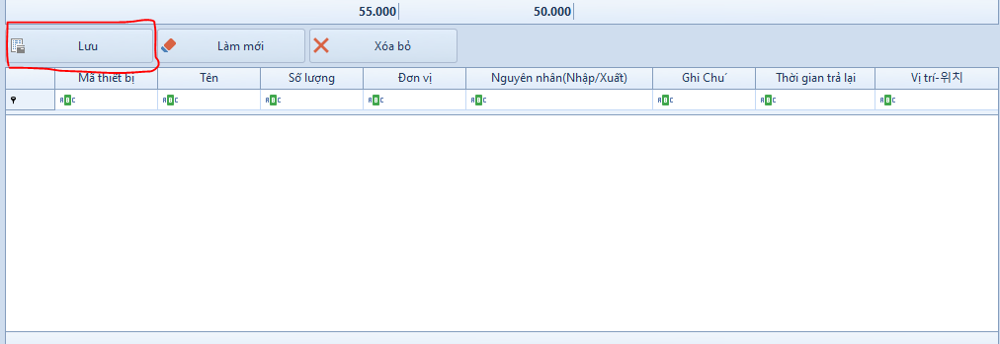 55.000 50.000
Lưu Làm mới Xóa bỏ
Mã thiết bị Tên Số lượng Đơn vị Nguyên nhân(Nhập/Xuất) Ghi Chú Thời gian trả lại Vị trí-위치
ABC ABC ABC ABC ABC ABC ABC ABC